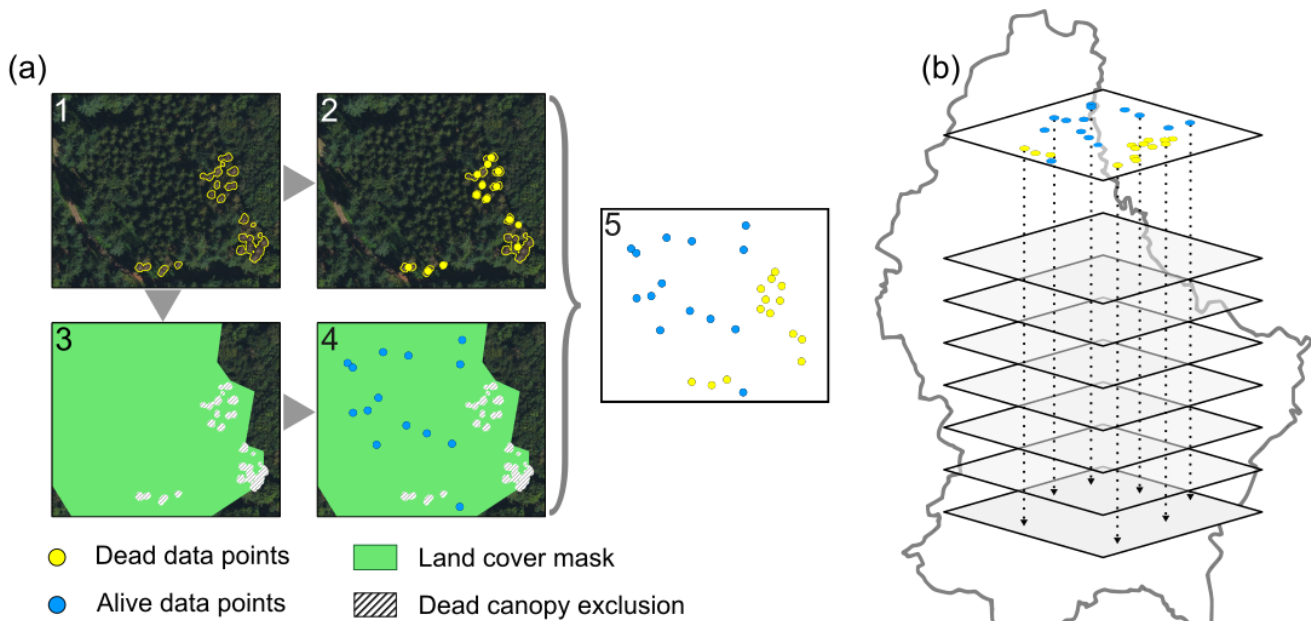 (a)
(b)
1
2
5
3
4
Dead data points
Land cover mask
Alive data points
Dead canopy exclusion